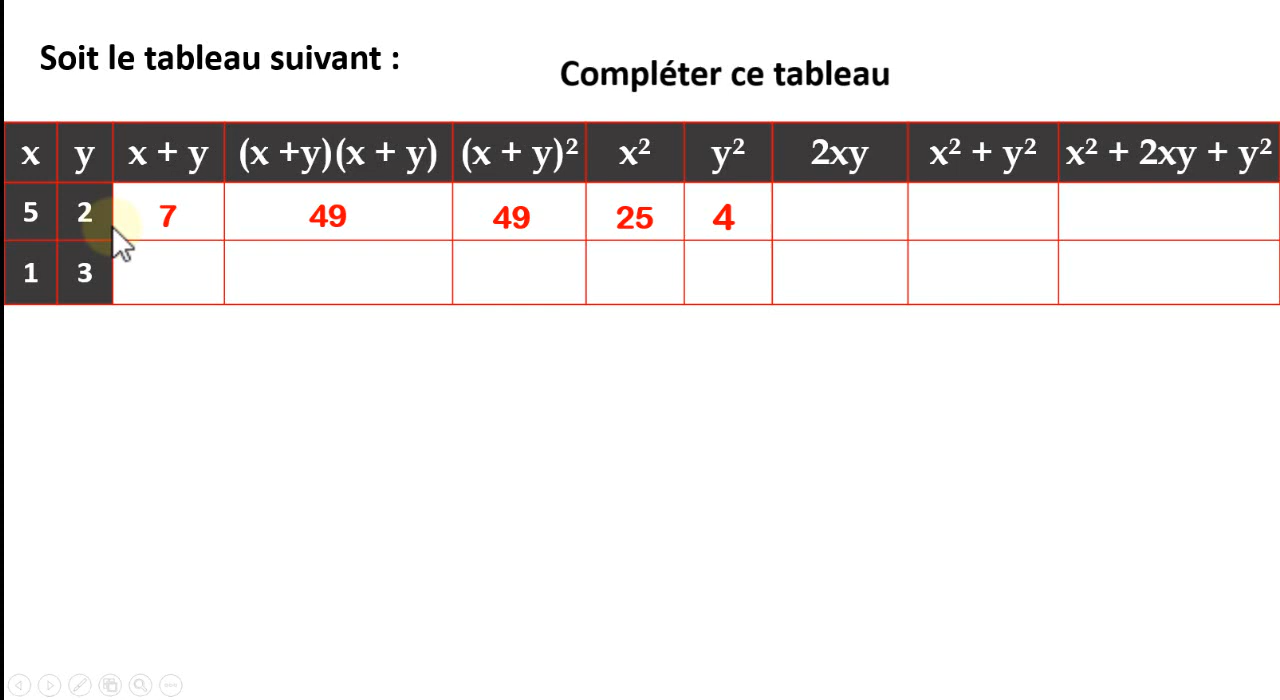 Soit le tableau suivant :
Compléter ce tableau
x y x + y (x +y)(x + y) (x + y)² x² y² 2xy x² + y² x² + 2xy + y²
5 2 7 49 49 25 4
1 3